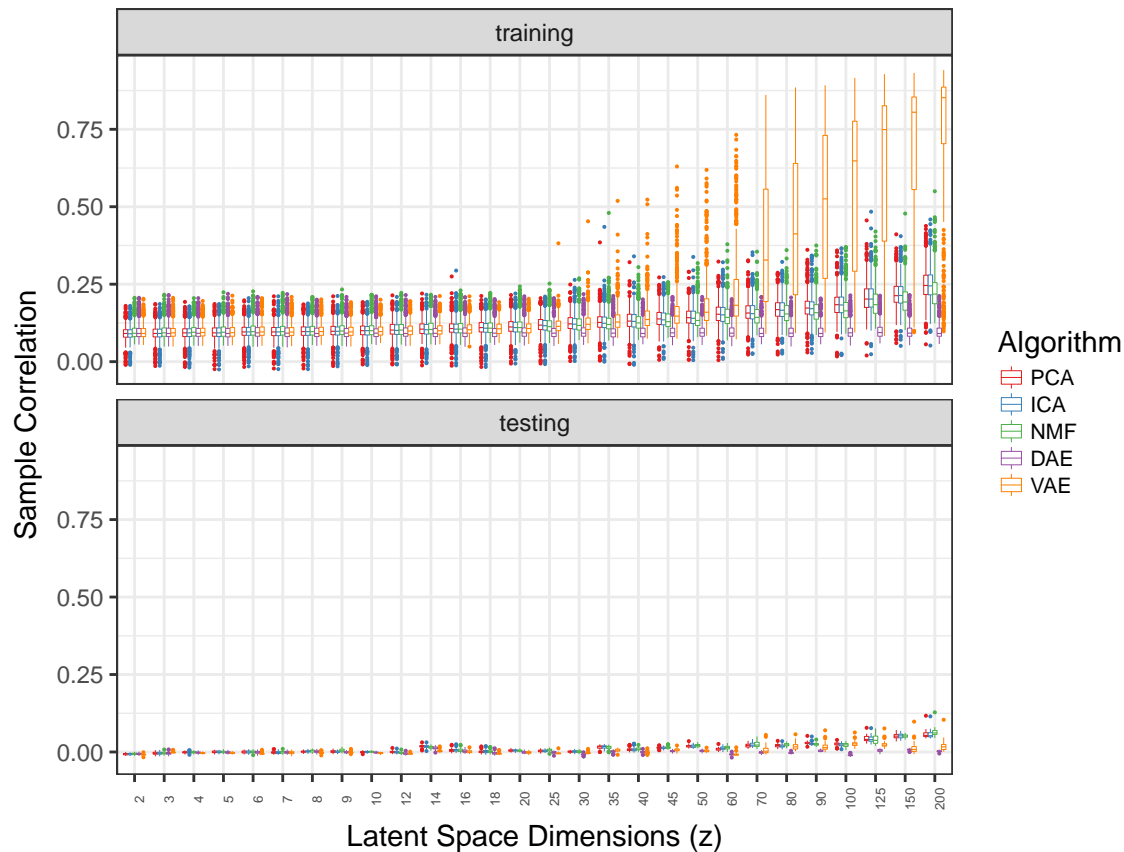 training
0.75
0.50
0.25
0.00
testing
0.75
0.50
0.25
0.00
Sample Correlation
2 3 4 5 6 7 8 9 10 12 14 16 18 20 25 30 35 40 45 50 60 70 80 90 100 125 150 200
Latent Space Dimensions (z)
Algorithm
PCA
ICA
NMF
DAE
VAE